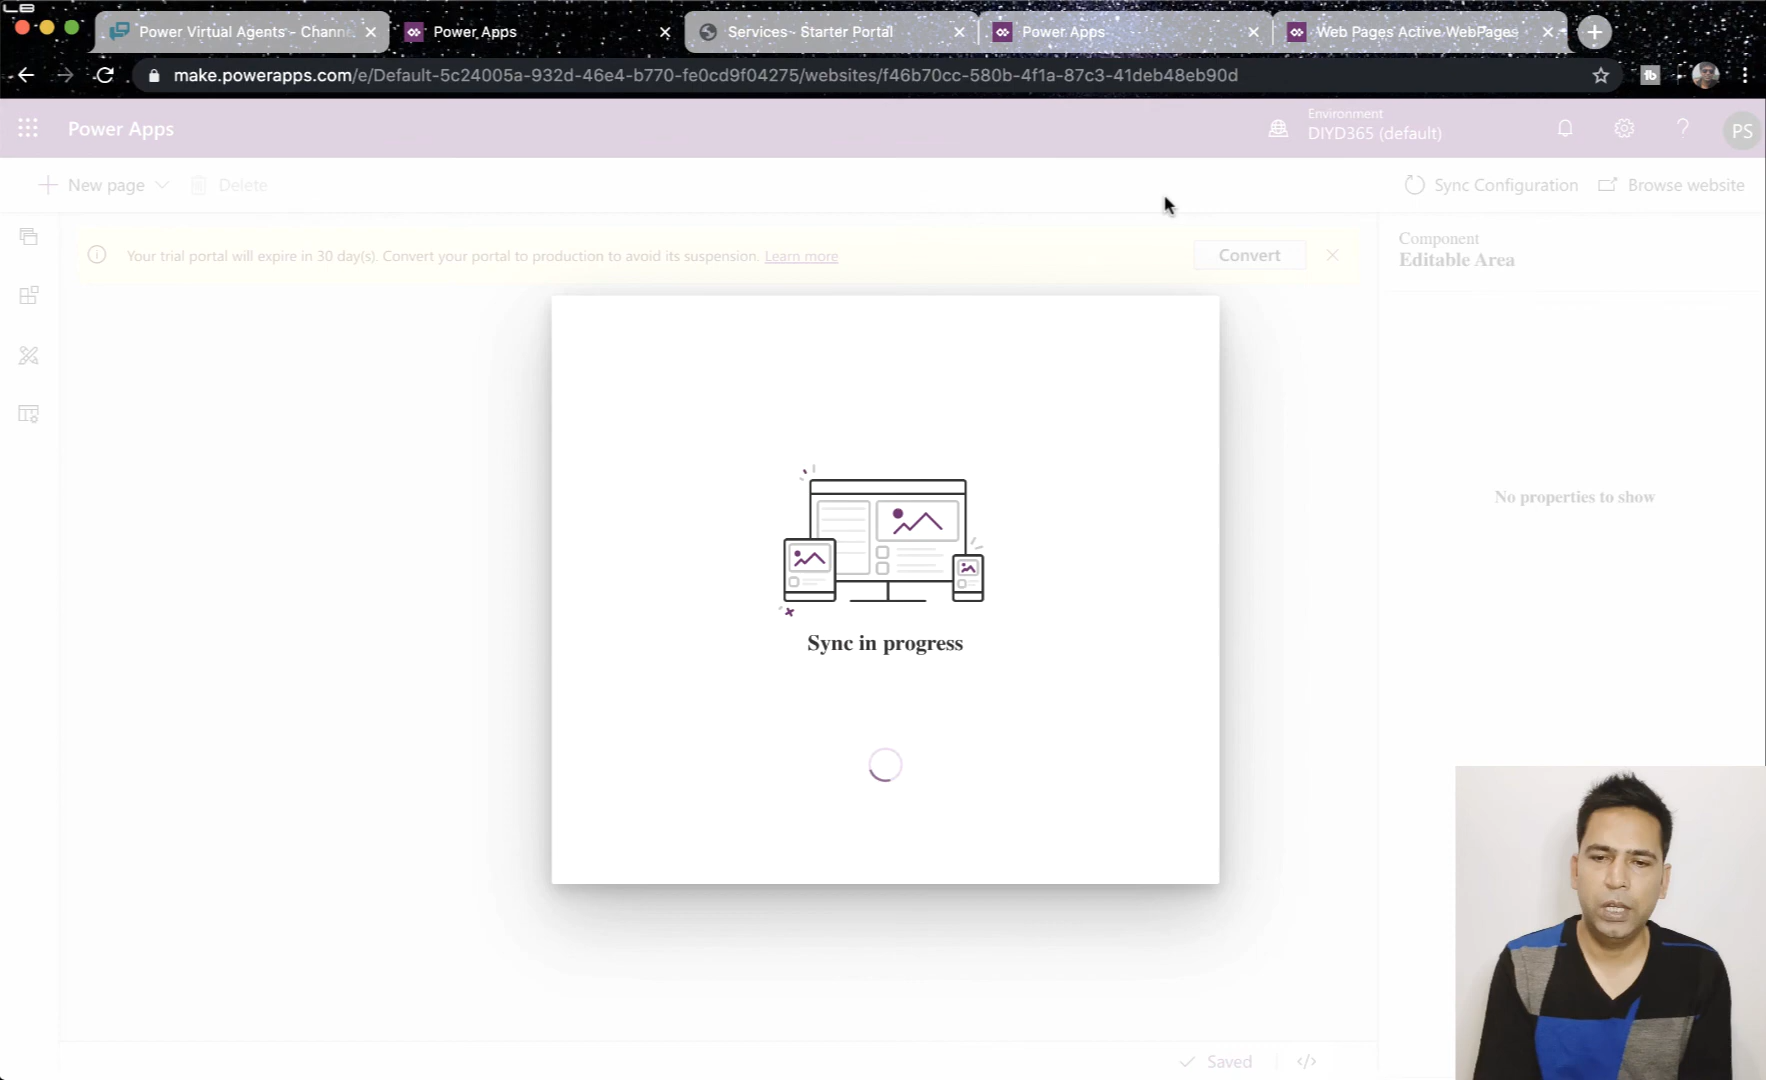 Power Virtual Agents - Channe
Power Apps
Services - Starter Portal
Power Apps
Web Pages Active WebPages
make.powerapps.com/e/Default-5c24005a-932d-46e4-b770-fe0cd9f04275/websites/f46b70cc-580b-4f1a-87c3-41deb48eb90d
Power Apps
Environment
DIYD365 (default)
PS
New page
Delete
Sync Configuration
Browse website
Your trial portal will expire in 30 day(s). Convert your portal to production to avoid its suspension. Learn more
Convert
Component
Editable Area
No properties to show
Sync in progress
Saved